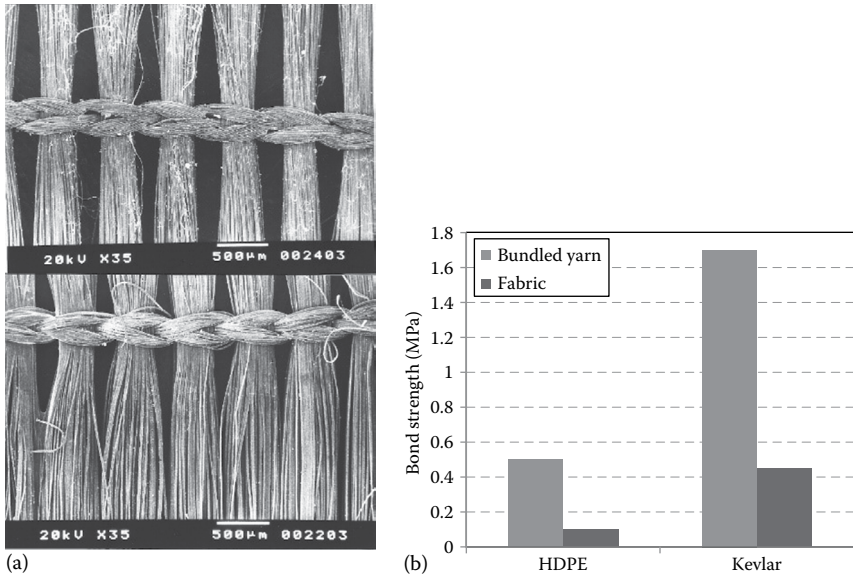 20kV X35 500µm 002403
20kV X35 500µm 002203
(a)
1.8
1.6
1.4
1.2
1
0.8
0.6
0.4
0.2
0
Bond strength (MPa)
Bundled yarn
Fabric
HDPE Kevlar
(b)